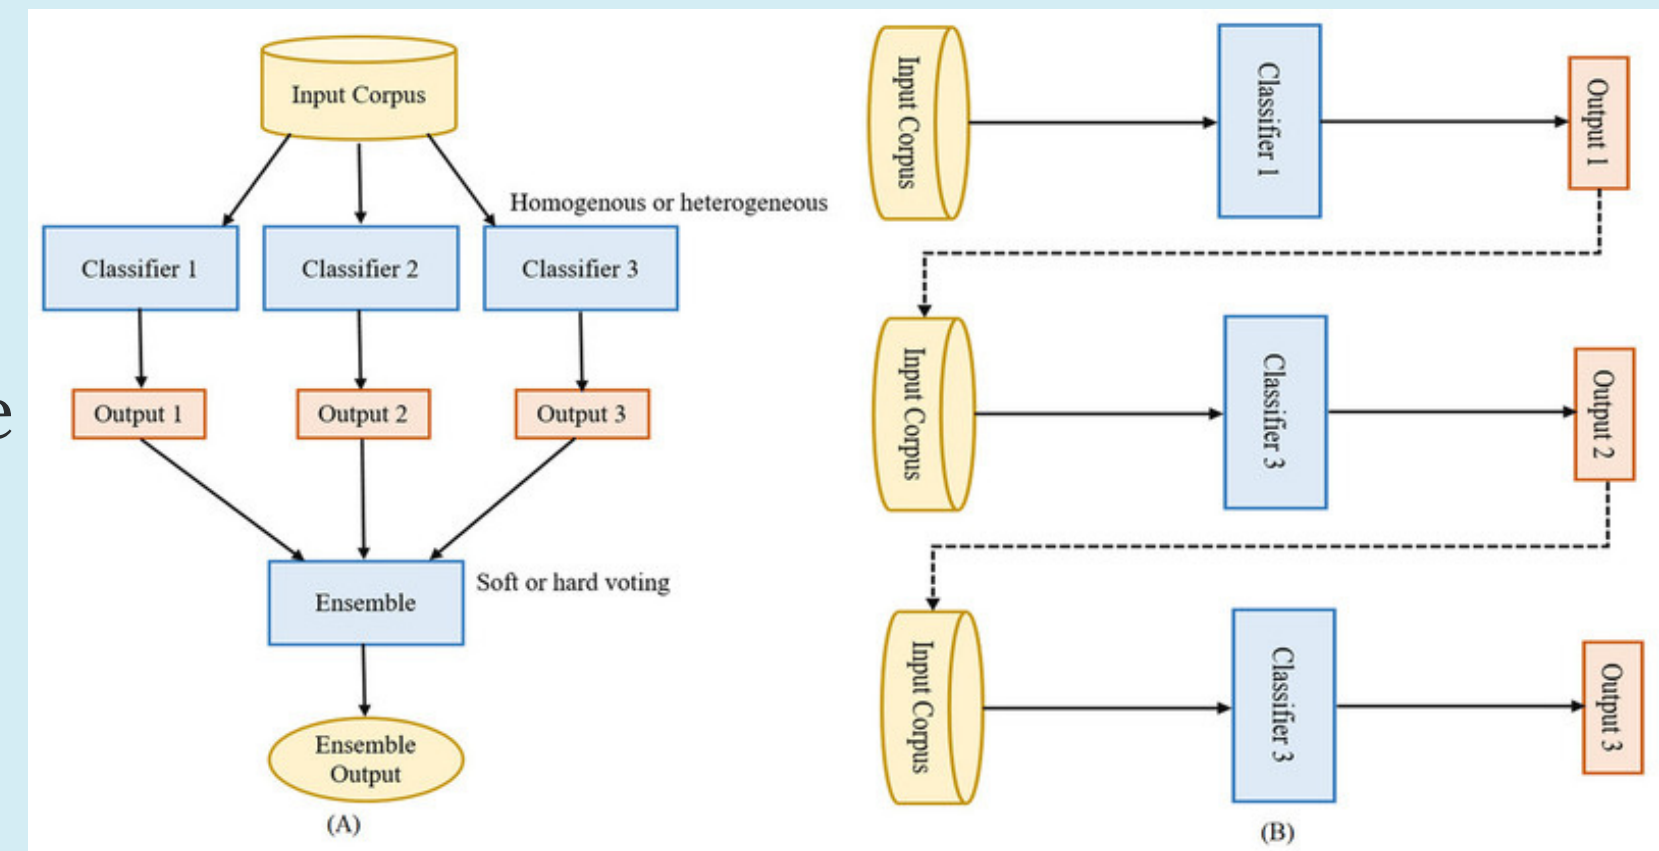 Input Corpus
Homogenous or heterogeneous
Classifier 1
Classifier 2
Classifier 3
Output 1
Output 2
Output 3
Ensemble
Soft or hard voting
Ensemble
Output
(A)
Input Corpus
Classifier 1
Output 1
Input Corpus
Classifier 3
Output 2
Input Corpus
Classifier 3
Output 3
(B)
e